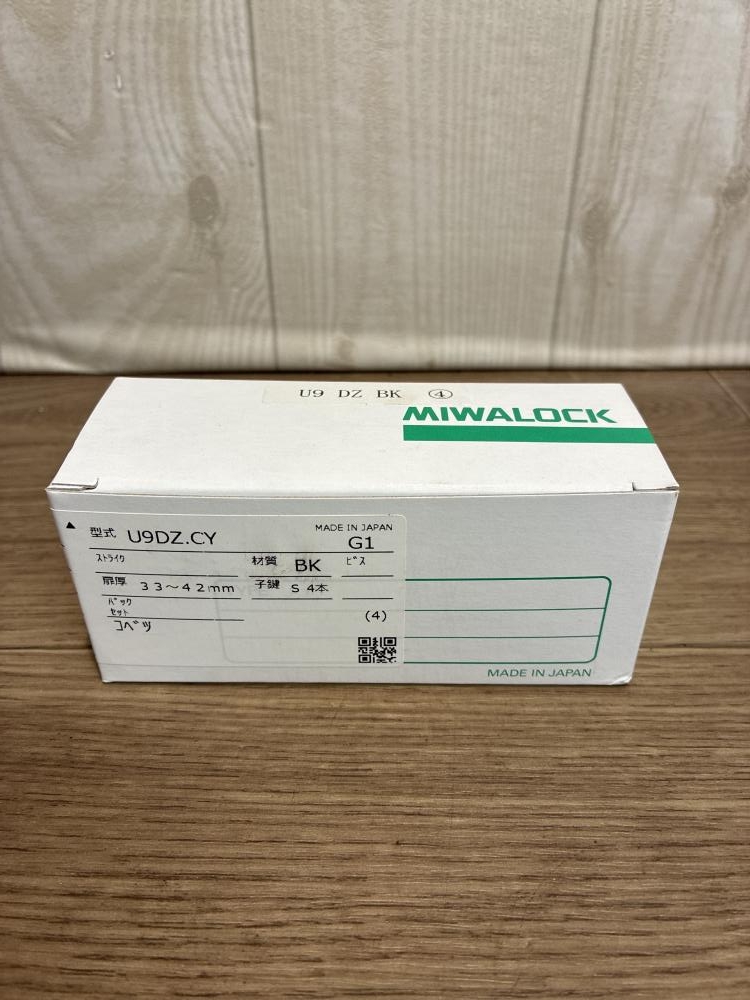 U9 DZ BK ④
MIWALOCK
▲ 型式 U9DZ.CY MADE IN JAPAN
G1
ストライク 材質 BK ビス
扉厚 33～42mm 子鍵 S 4本
バック
セット (4)
コベツ
MADE IN JAPAN